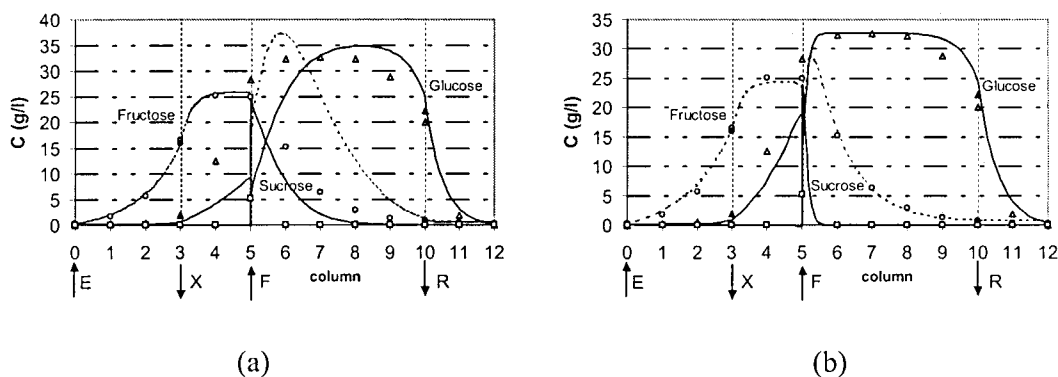 C (g/l)
40
35
30
25
20
15
10
5
0
Fructose
Glucose
Sucrose
0 1 2 3 4 5 6 7 8 9 10 11 12
column
E X F R
(a)
C (g/l)
35
30
25
20
15
10
5
0
Fructose
Glucose
Sucrose
0 1 2 3 4 5 6 7 8 9 10 11 12
column
E X F R
(b)